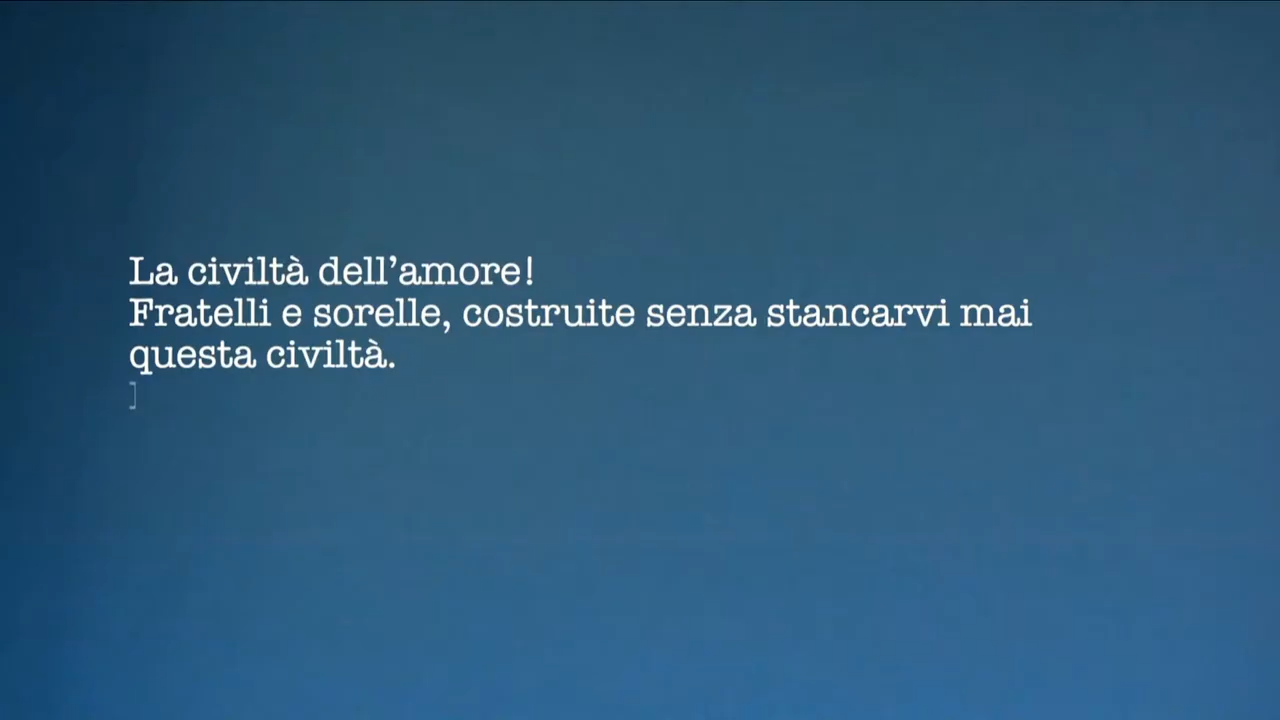 La civiltà dell’amore!
Fratelli e sorelle, costruite senza stancarvi mai
questa civiltà.
]